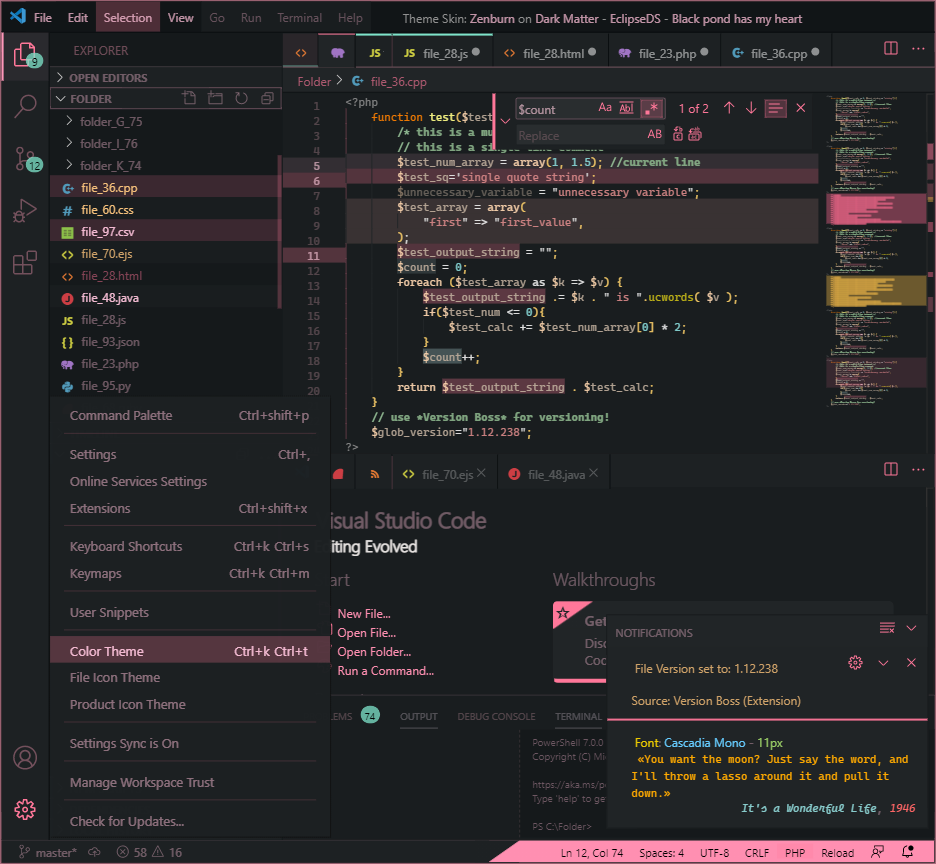 File Edit Selection View Go Run Terminal Help Theme Skin: Zenburn on Dark Matter - EclipseDS - Black pond has my heart
9
EXPLORER
JS JS file_28.js <> file_28.html file_23.php file_36.cpp
OPEN EDITORS
FOLDER
folder_G_75
folder_I_76
folder_K_74
file_36.cpp
file_60.css
file_97.csv
file_70.ejs
file_28.html
file_48.java
JS file_28.js
{} file_93.json
file_23.php
file_95.py
12
Folder > file_36.cpp
$count Aa Abl .* 1 of 2
Replace AB
1 <?php
2 function test($test
3 /* this is a mu
4
5 $test_num_array = array(1, 1.5); //current line
6 $test_sq='single quote string';
7 $unnecessary_variable = "unnecessary variable";
8 $test_array = array(
9 "first" => "first_value",
10 );
11 $test_output_string = "";
12 $count = 0;
13 foreach ($test_array as $k => $v) {
14 $test_output_string .= $k . " is ".ucwords( $v );
15 if($test_num <= 0){
16 $test_calc += $test_num_array[0] * 2;
17 }
18 $count++;
19 }
20 return $test_output_string . $test_calc;
}
// use *Version Boss* for versioning!
$glob_version="1.12.238";
?>
Command Palette Ctrl+shift+p
Settings Ctrl+,
Online Services Settings
Extensions Ctrl+shift+x
Keyboard Shortcuts Ctrl+k Ctrl+s
Keymaps Ctrl+k Ctrl+m
User Snippets
Color Theme Ctrl+k Ctrl+t
File Icon Theme
Product Icon Theme
Settings Sync is On
Manage Workspace Trust
Check for Updates...
<> file_70.ejs file_48.java
isual Studio Code
iting Evolved
art
New File...
Open File...
Open Folder...
Run a Command...
Walkthroughs
Get
Disc
Coc
NOTIFICATIONS
File Version set to: 1.12.238
Source: Version Boss (Extension)
Font: Cascadia Mono - 11px
«You want the moon? Just say the word, and
I'll throw a lasso around it and pull it
down.»
It's a Wonderful Life, 1946
LEMS 74 OUTPUT DEBUG CONSOLE TERMINAL
PowerShell 7.0.0
Copyright (C) Mi
https://aka.ms/p
Type 'help' to ge
PS C:\Folder>
master* 58 16 Ln 12, Col 74 Spaces: 4 UTF-8 CRLF PHP Reload